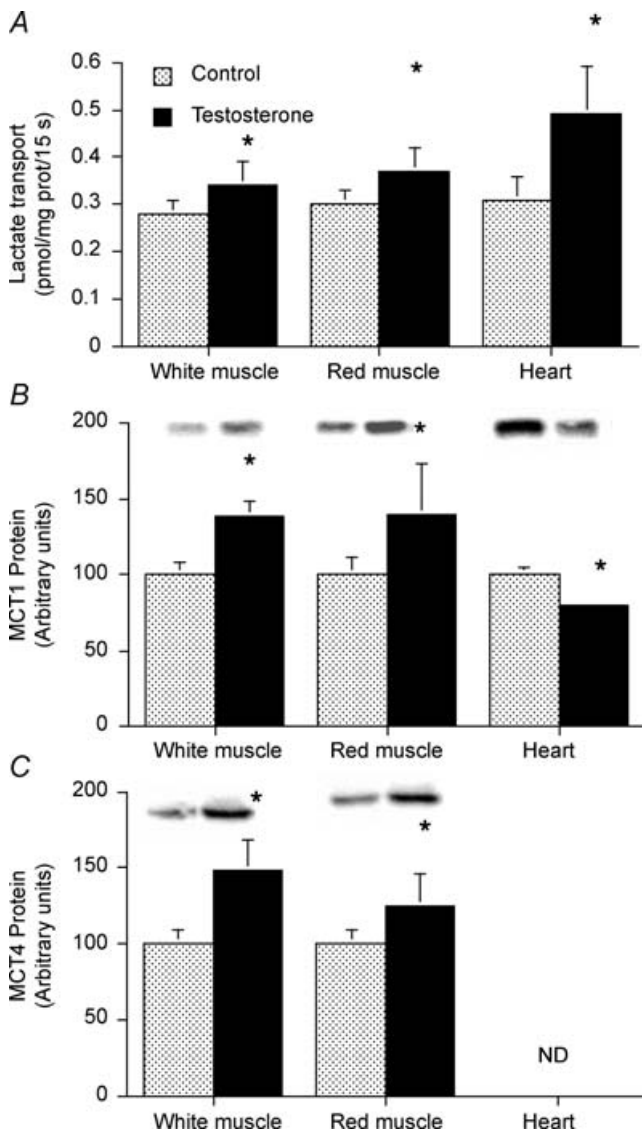 A
Control
Testosterone
Lactate transport
(pmol/mg prot/15 s)
0.6
0.5
0.4
0.3
0.2
0.1
0
*
*
*
White muscle Red muscle Heart
B
MCT1 Protein
(Arbitrary units)
200
150
100
50
0
*
*
*
White muscle Red muscle Heart
C
MCT4 Protein
(Arbitrary units)
200
150
100
50
0
*
*
ND
White muscle Red muscle Heart